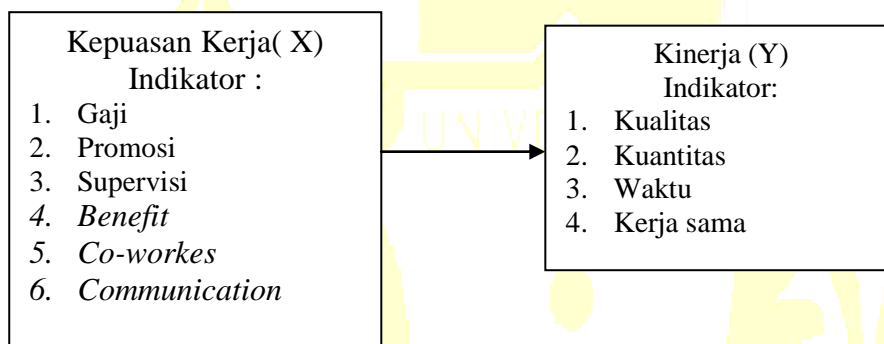 Kepuasan Kerja( X)
Indikator :
1. Gaji
2. Promosi
3. Supervisi
4. Benefit
5. Co-workes
6. Communication
Kinerja (Y)
Indikator:
1. Kualitas
2. Kuantitas
3. Waktu
4. Kerja sama